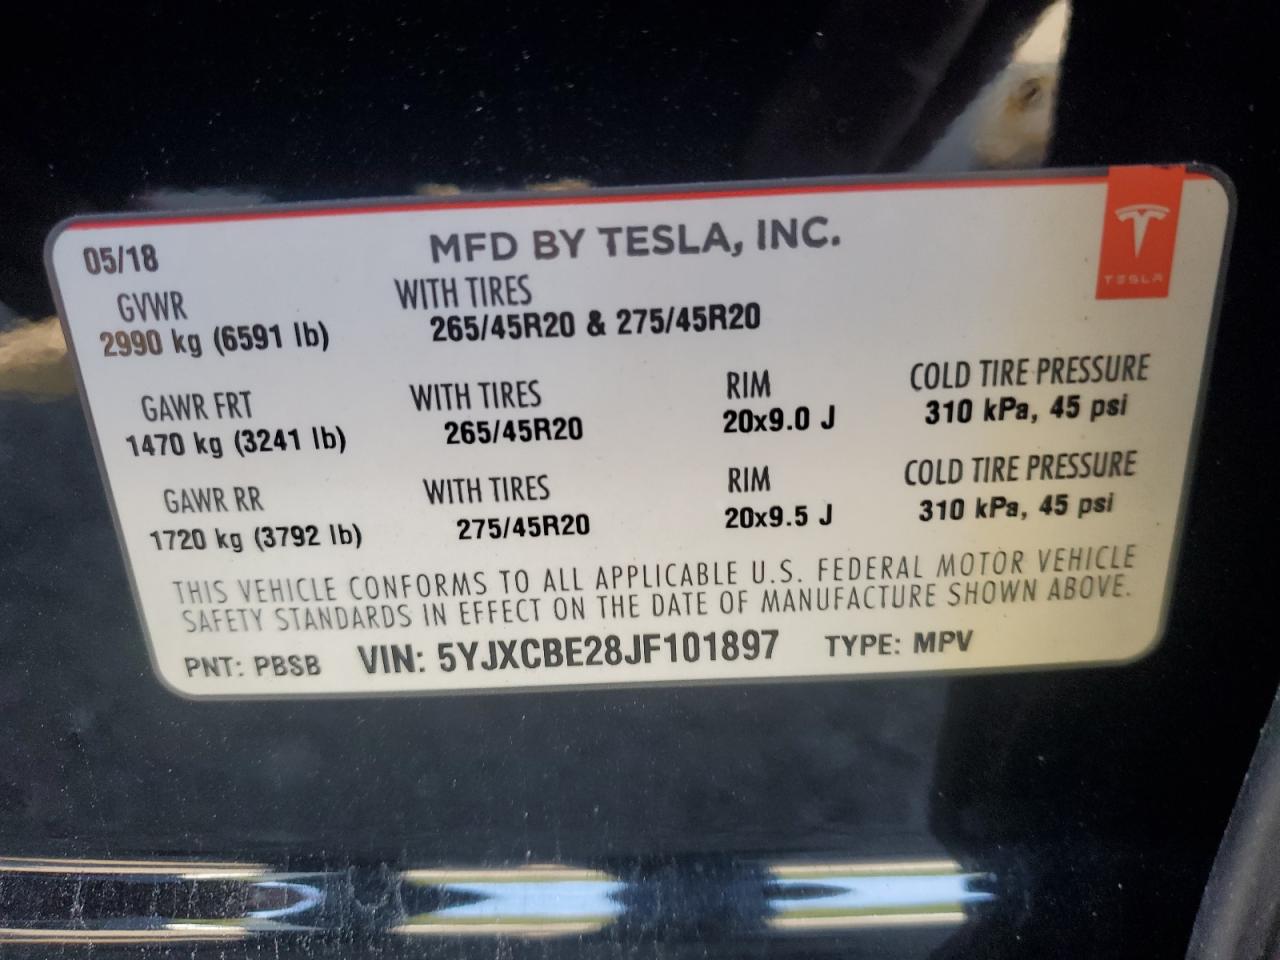 05/18 MFD BY TESLA, INC.
TESLA
GVWR WITH TIRES
2990 kg (6591 lb) 265/45R20 & 275/45R20
GAWR FRT WITH TIRES RIM COLD TIRE PRESSURE
1470 kg (3241 lb) 265/45R20 20x9.0 J 310 kPa, 45 psi
GAWR RR WITH TIRES RIM COLD TIRE PRESSURE
1720 kg (3792 lb) 275/45R20 20x9.5 J 310 kPa, 45 psi
THIS VEHICLE CONFORMS TO ALL APPLICABLE U.S. FEDERAL MOTOR VEHICLE
SAFETY STANDARDS IN EFFECT ON THE DATE OF MANUFACTURE SHOWN ABOVE.
PNT: PBSB VIN: 5YJXCBE28JF101897 TYPE: MPV